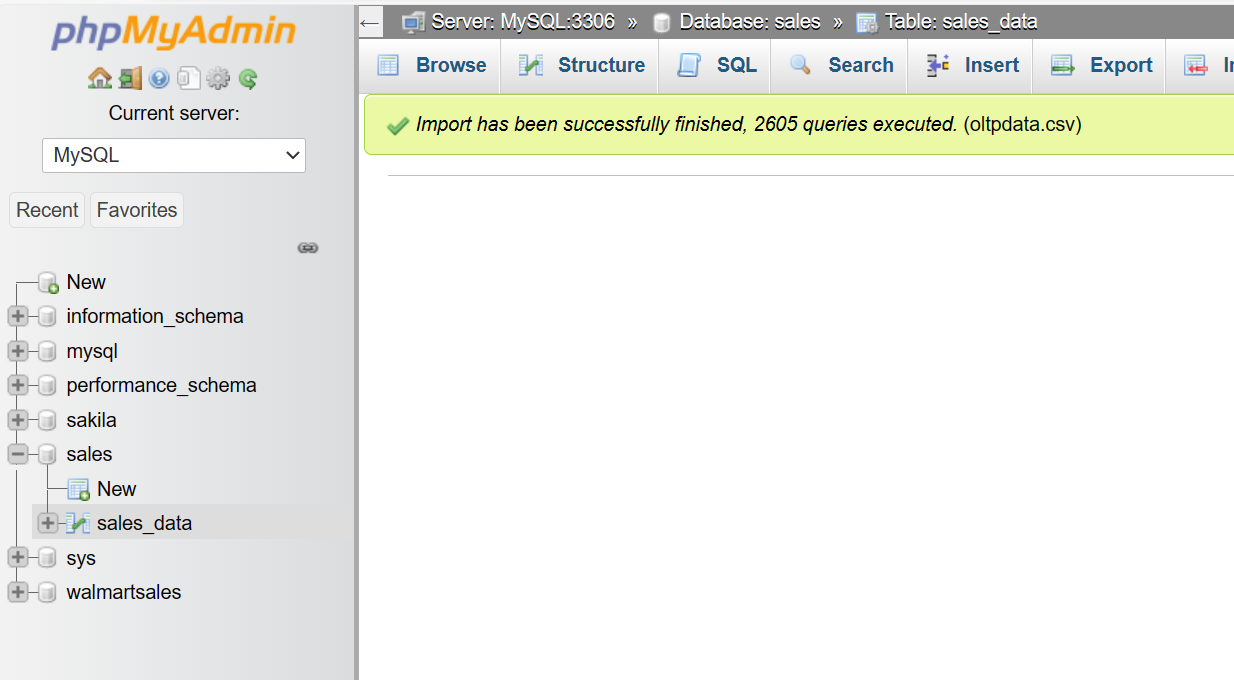 phpMyAdmin
Current server:
MySQL
Recent Favorites
New
information_schema
mysql
performance_schema
sakila
sales
New
sales_data
sys
walmartsales
← Server: MySQL:3306 » Database: sales » Table: sales_data
Browse Structure SQL Search Insert Export
Import has been successfully finished, 2605 queries executed. (oltpdata.csv)